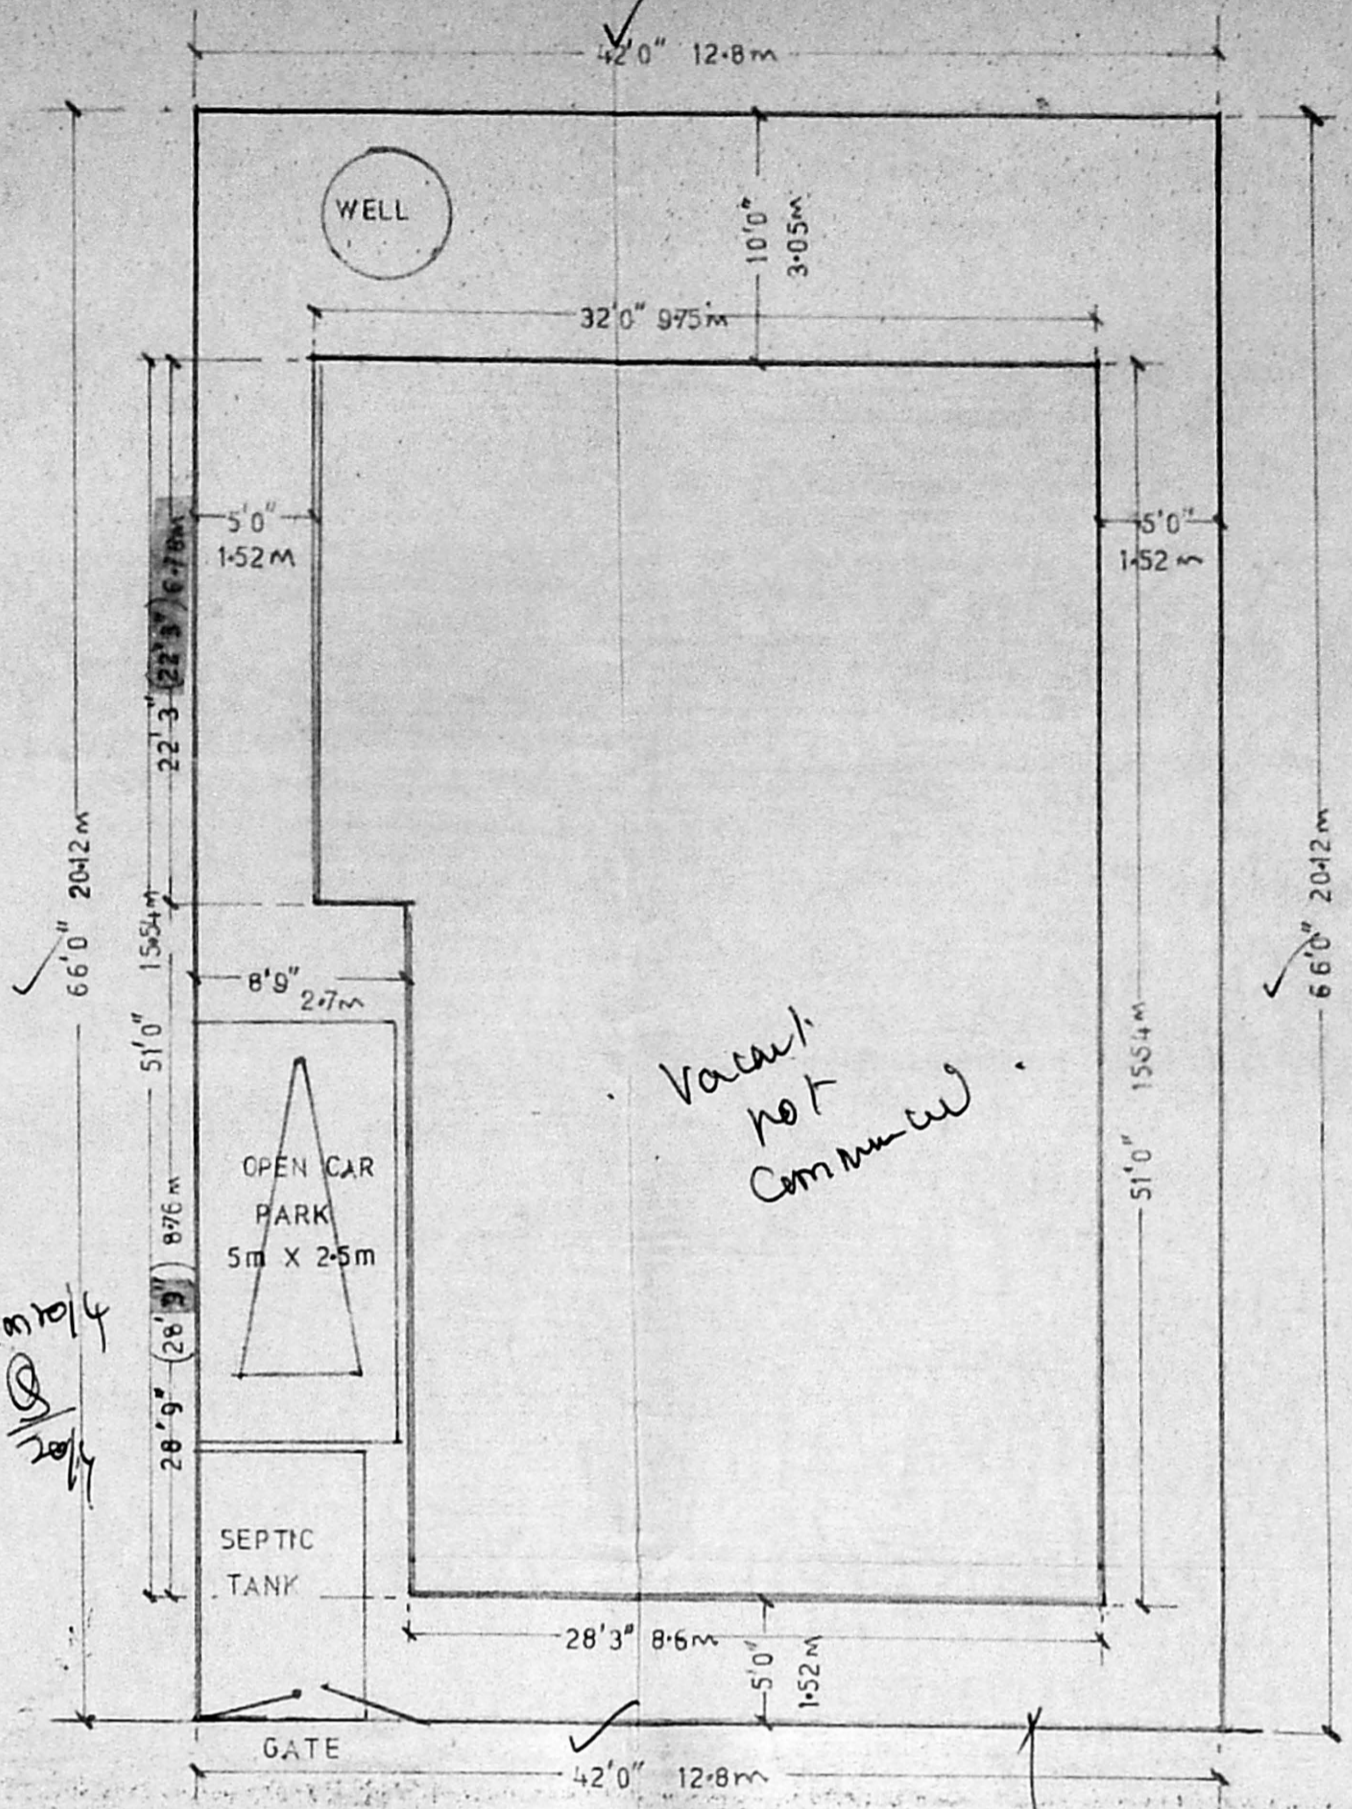 42'0" 12.8m
WELL
10'0"
3.05m
32'0" 9.75m
5'0"
1.52m
5'0"
1.52m
22'3" (22'3") 6.78m
66'0" 20.12m
51'0" 15.54m
66'0" 20.12m
8'9"
2.7m
Vacant
not
Commenced
51'0" 15.54m
OPEN CAR
PARK
5m X 2.5m
28'9" (28'9") 8.76m
SEPTIC
TANK
28'3" 8.6m
5'0"
1.52m
GATE
42'0" 12.8m